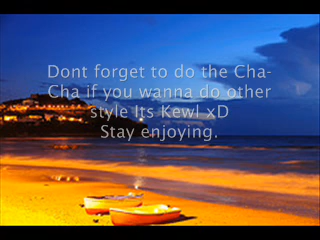 Dont forget to do the Cha-
Cha if you wanna do other
style Its Kewl xD
Stay enjoying.